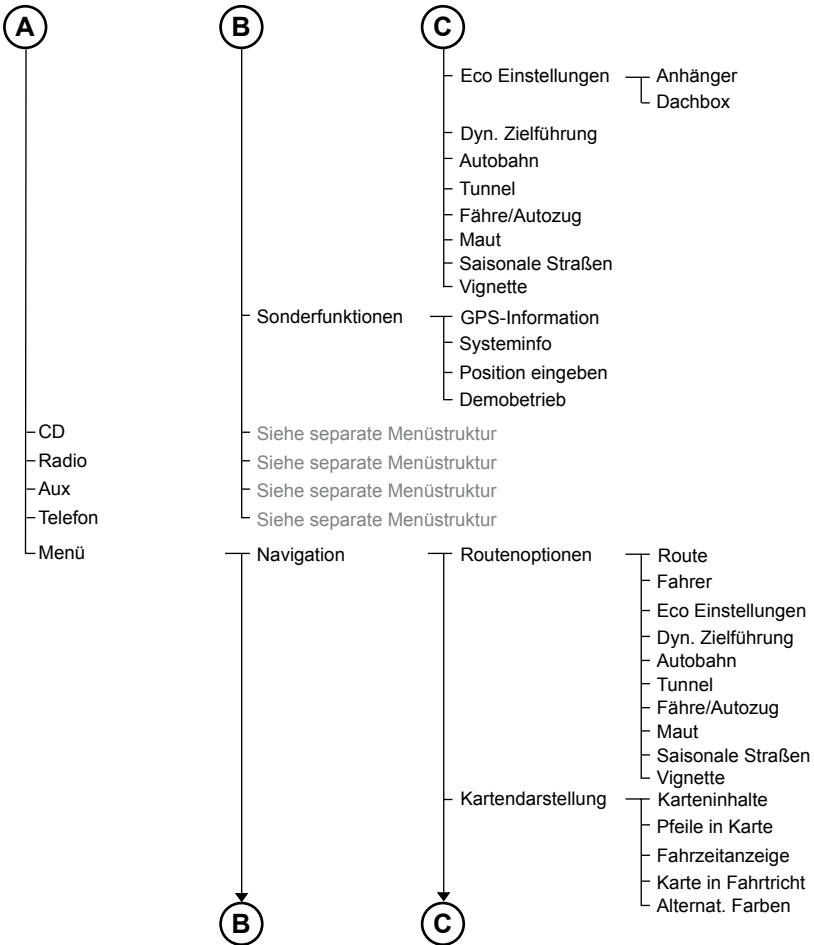 A B C
Eco Einstellungen Anhänger
Dachbox
Dyn. Zielführung
Autobahn
Tunnel
Fähre/Autozug
Maut
Saisonale Straßen
Vignette
Sonderfunktionen GPS-Information
Systeminfo
Position eingeben
Demobetrieb
CD Siehe separate Menüstruktur
Radio Siehe separate Menüstruktur
Aux Siehe separate Menüstruktur
Telefon Siehe separate Menüstruktur
Menü Navigation Routenoptionen Route
Fahrer
Eco Einstellungen
Dyn. Zielführung
Autobahn
Tunnel
Fähre/Autozug
Maut
Saisonale Straßen
Vignette
Kartendarstellung Karteninhalte
Pfeile in Karte
Fahrzeitanzeige
Karte in Fahrtricht
Alternat. Farben
B C